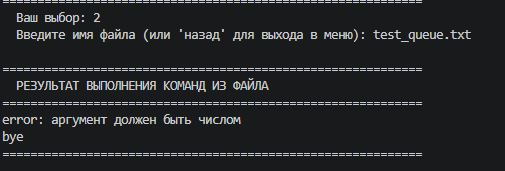 ============================================================
Ваш выбор: 2
Введите имя файла (или 'назад' для выхода в меню): test_queue.txt
============================================================
РЕЗУЛЬТАТ ВЫПОЛНЕНИЯ КОМАНД ИЗ ФАЙЛА
============================================================
error: аргумент должен быть числом
bye
============================================================